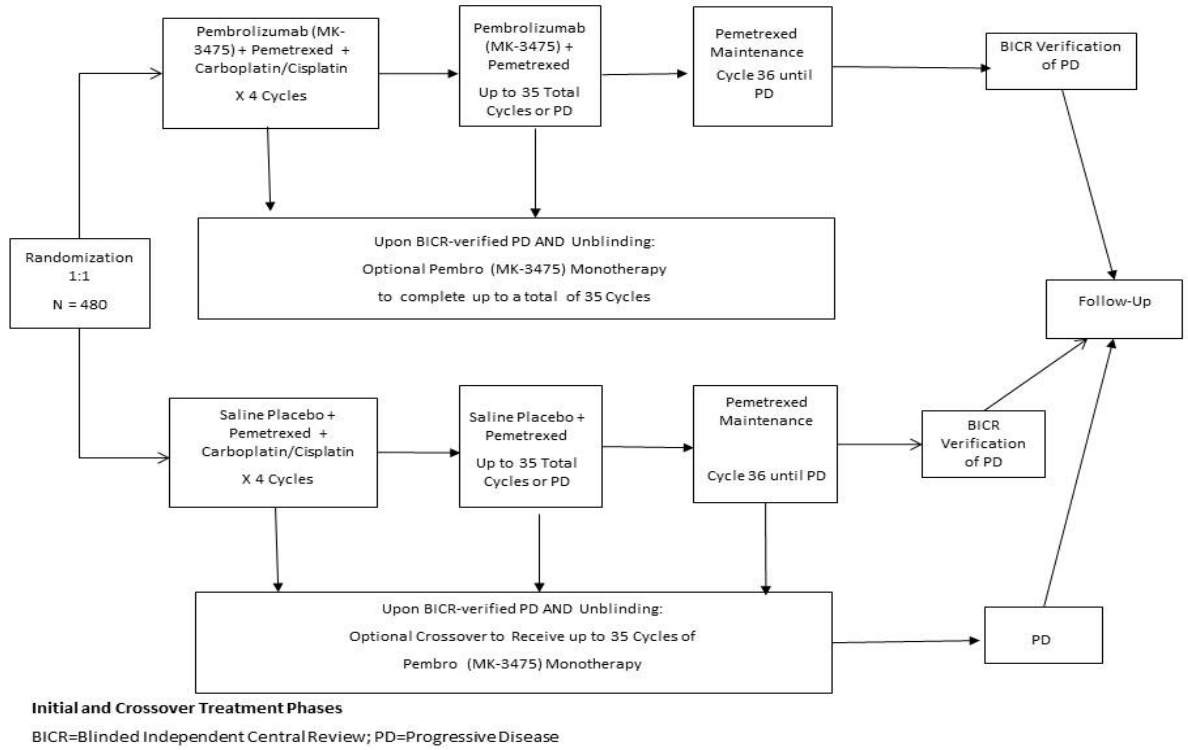 Pembrolizumab (MK-
3475) + Pemetrexed +
Carboplatin/Cisplatin
X 4 Cycles
Pembrolizumab
(MK-3475) +
Pemetrexed
Up to 35 Total
Cycles or PD
Pemetrexed
Maintenance
Cycle 36 until
PD
BICR Verification
of PD
Upon BICR-verified PD AND Unblinding:
Optional Pembro (MK-3475) Monotherapy
to complete up to a total of 35 Cycles
Randomization
1:1
N = 480
Follow-Up
Saline Placebo +
Pemetrexed +
Carboplatin/Cisplatin
X 4 Cycles
Saline Placebo +
Pemetrexed
Up to 35 Total
Cycles or PD
Pemetrexed
Maintenance
Cycle 36 until PD
BICR
Verification
of PD
Upon BICR-verified PD AND Unblinding:
Optional Crossover to Receive up to 35 Cycles of
Pembro (MK-3475) Monotherapy
PD
Initial and Crossover Treatment Phases
BICR=Blinded Independent Central Review; PD=Progressive Disease